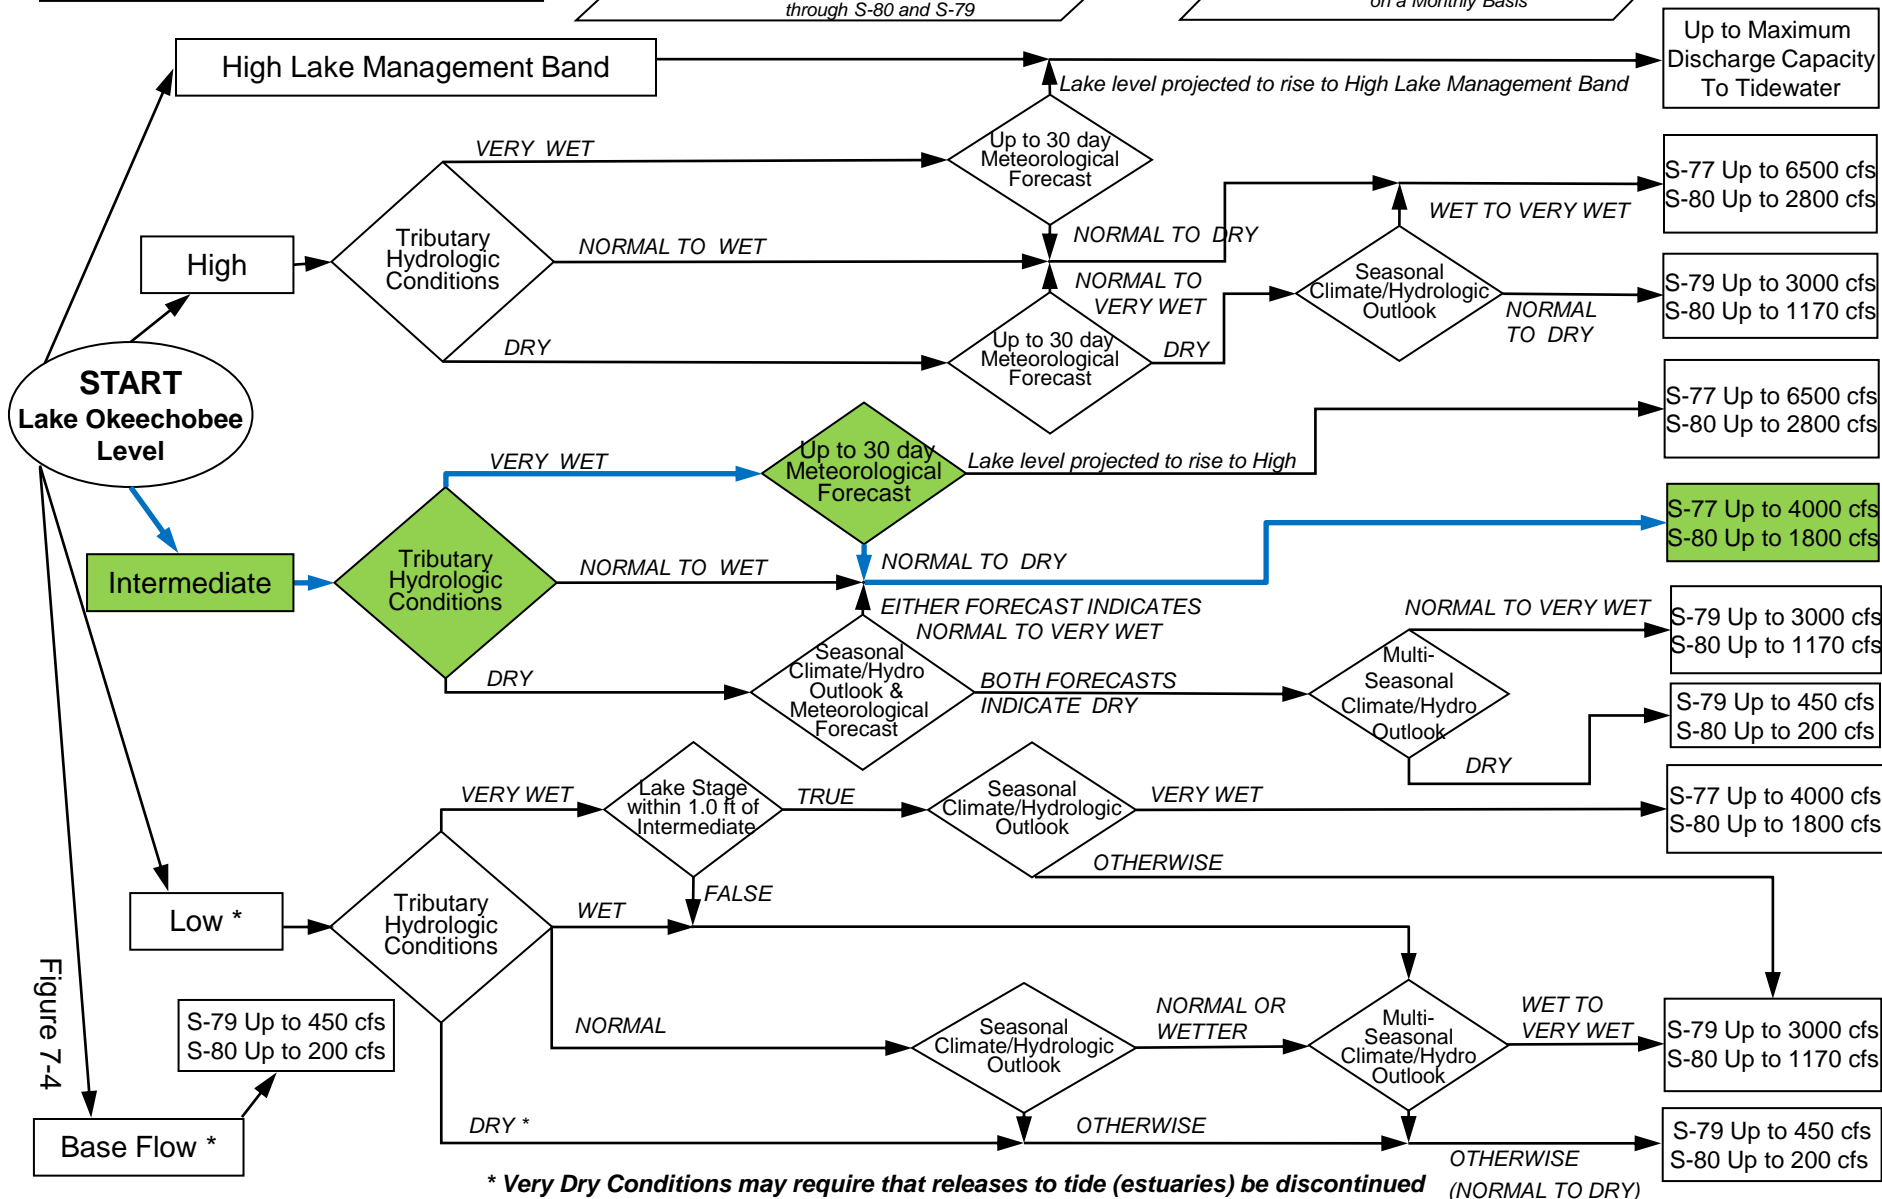 through S-80 and S-79
on a Monthly Basis
Up to Maximum
Discharge Capacity
To Tidewater
High Lake Management Band
Lake level projected to rise to High Lake Management Band
Up to 30 day
Meteorological
Forecast
VERY WET
S-77 Up to 6500 cfs
S-80 Up to 2800 cfs
WET TO VERY WET
Tributary
Hydrologic
Conditions
NORMAL TO WET
NORMAL TO DRY
High
Seasonal
Climate/Hydrologic
Outlook
NORMAL TO
VERY WET
S-79 Up to 3000 cfs
S-80 Up to 1170 cfs
NORMAL
TO DRY
DRY
Up to 30 day
Meteorological
Forecast
DRY
START
Lake Okeechobee
Level
S-77 Up to 6500 cfs
S-80 Up to 2800 cfs
VERY WET
Up to 30 day
Meteorological
Forecast
Lake level projected to rise to High
S-77 Up to 4000 cfs
S-80 Up to 1800 cfs
Intermediate
Tributary
Hydrologic
Conditions
NORMAL TO WET
NORMAL TO DRY
EITHER FORECAST INDICATES
NORMAL TO VERY WET
NORMAL TO VERY WET
S-79 Up to 3000 cfs
S-80 Up to 1170 cfs
DRY
Seasonal
Climate/Hydro
Outlook &
Meteorological
Forecast
BOTH FORECASTS
INDICATE DRY
Multi-
Seasonal
Climate/Hydro
Outlook
S-79 Up to 450 cfs
S-80 Up to 200 cfs
DRY
VERY WET
Lake Stage
within 1.0 ft of
Intermediate
TRUE
Seasonal
Climate/Hydrologic
Outlook
VERY WET
S-77 Up to 4000 cfs
S-80 Up to 1800 cfs
OTHERWISE
FALSE
Low *
Tributary
Hydrologic
Conditions
WET
Figure 7-4
S-79 Up to 450 cfs
S-80 Up to 200 cfs
NORMAL
Seasonal
Climate/Hydrologic
Outlook
NORMAL OR
WETTER
Multi-
Seasonal
Climate/Hydro
Outlook
WET TO
VERY WET
S-79 Up to 3000 cfs
S-80 Up to 1170 cfs
Base Flow *
DRY *
OTHERWISE
S-79 Up to 450 cfs
S-80 Up to 200 cfs
OTHERWISE
(NORMAL TO DRY)
* Very Dry Conditions may require that releases to tide (estuaries) be discontinued